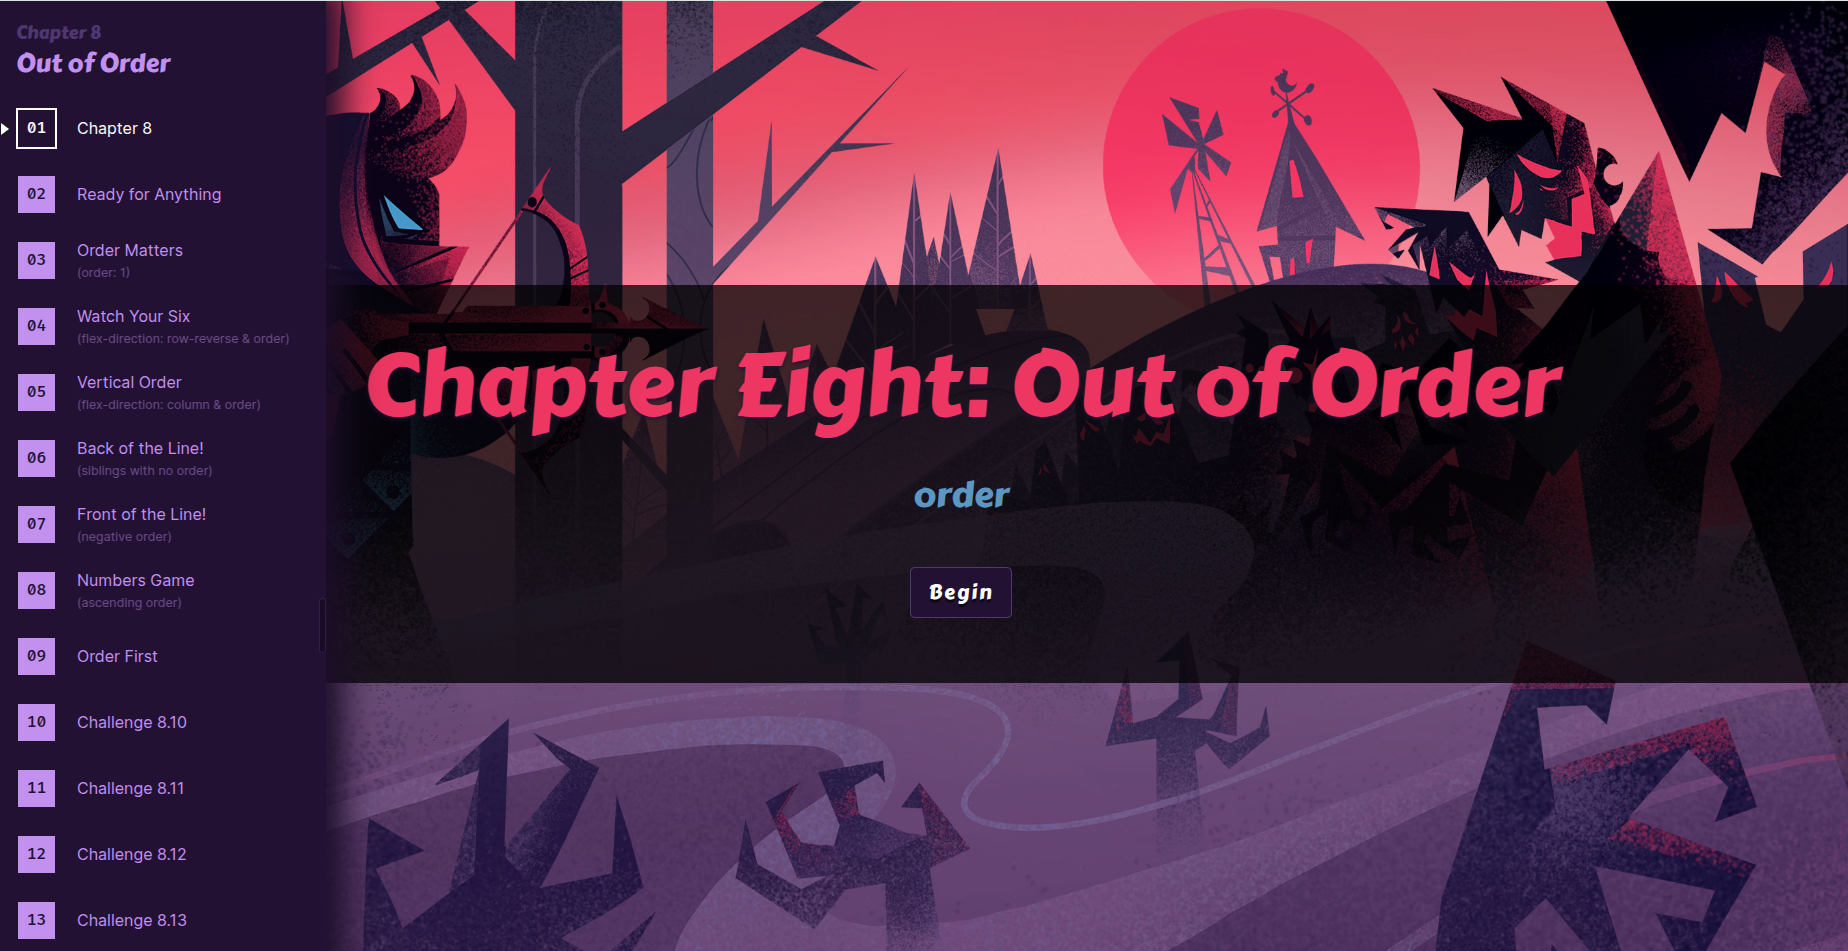 Chapter 8
Out of Order
01
Chapter 8
02
Ready for Anything
03
Order Matters
(order: 1)
04
Watch Your Six
(flex-direction: row-reverse & order)
05
Vertical Order
(flex-direction: column & order)
06
Back of the Line!
(siblings with no order)
07
Front of the Line!
(negative order)
08
Numbers Game
(ascending order)
09
Order First
10
Challenge 8.10
11
Challenge 8.11
12
Challenge 8.12
13
Challenge 8.13
Chapter Eight: Out of Order
order
Begin